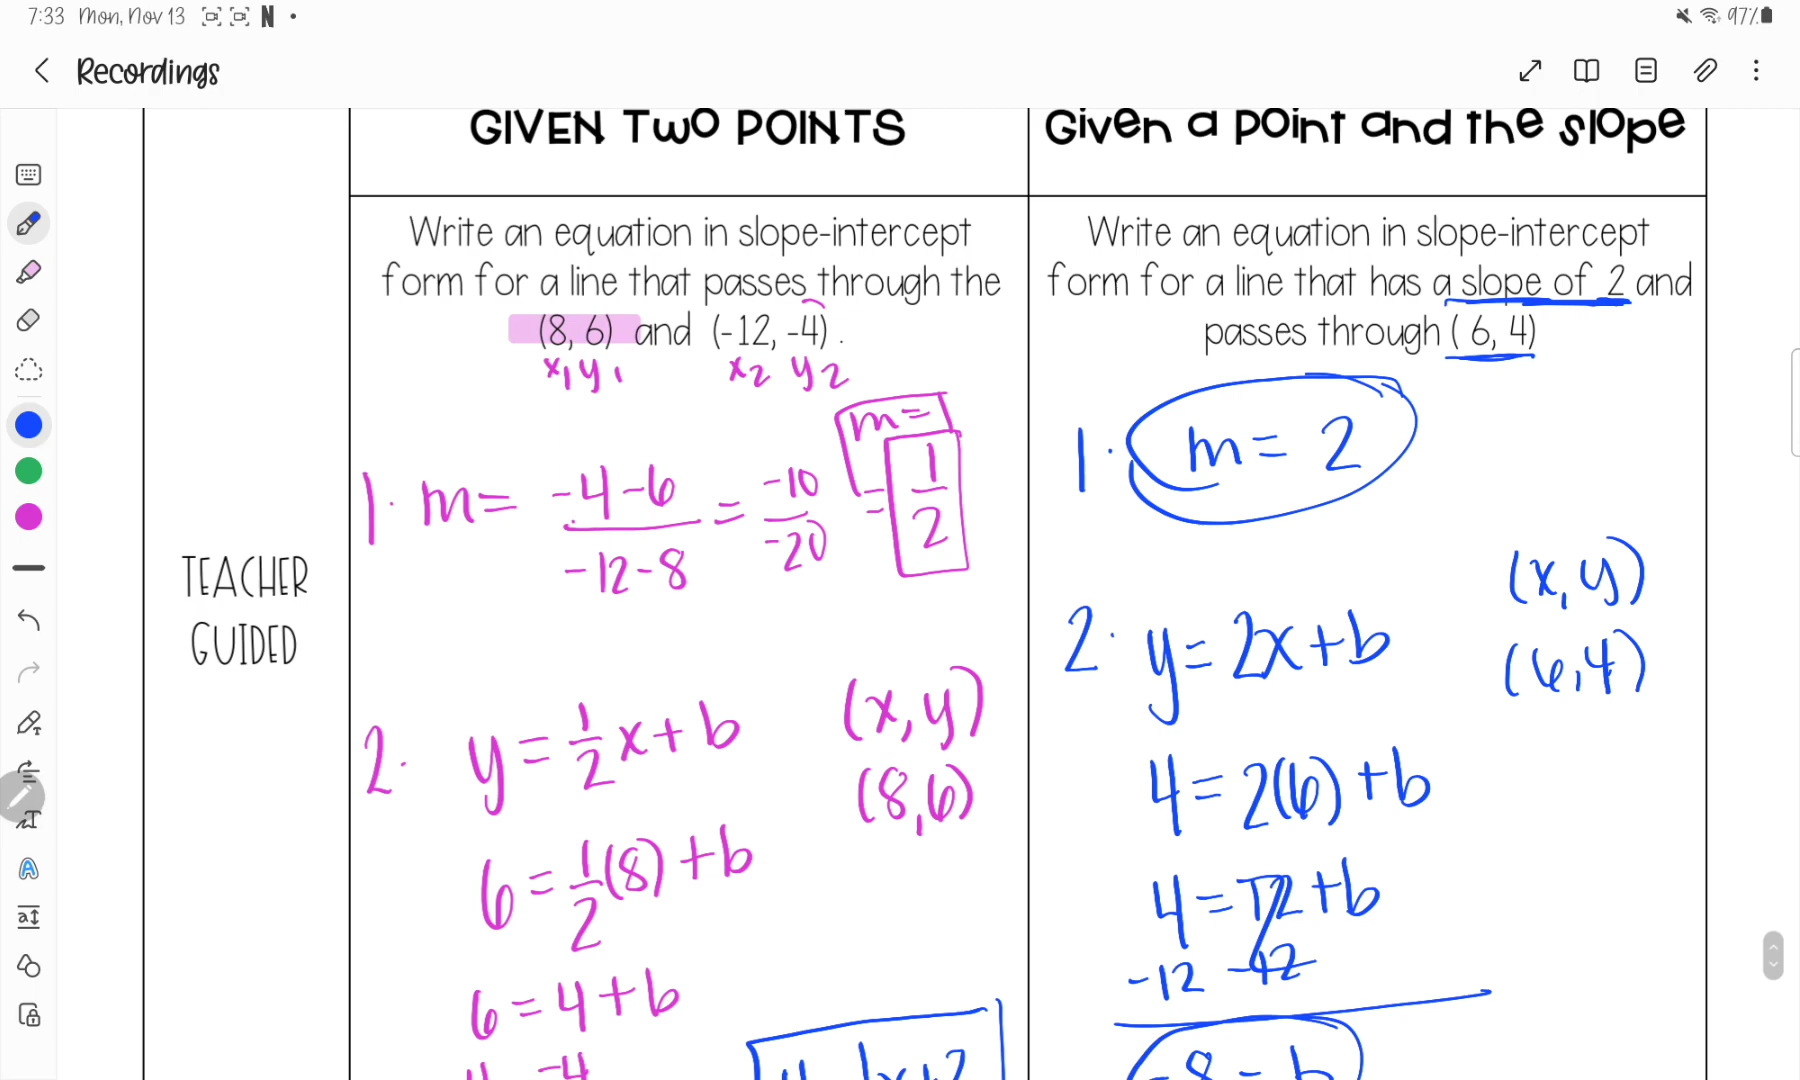 7:33 Mon, Nov 13 N 97%
Recordings
GIVEN TWO POINTS
Given a point and the slope
Write an equation in slope-intercept
form for a line that passes through the
(8, 6) and (-12, -4) .
x1 y1 x2 y2
m=
1. m= -4-6 / -12-8 = -10 / -20 = 1/2
2. y = 1/2 x + b (x, y)
(8,6)
6 = 1/2 (8) + b
6 = 4 + b
-4
Write an equation in slope-intercept
form for a line that has a slope of 2 and
passes through ( 6, 4)
1. m = 2
(x, y)
2. y = 2x + b
(6,4)
4 = 2(6) + b
4 = 12 + b
-12 -12
-8 = b
TEACHER
GUIDED